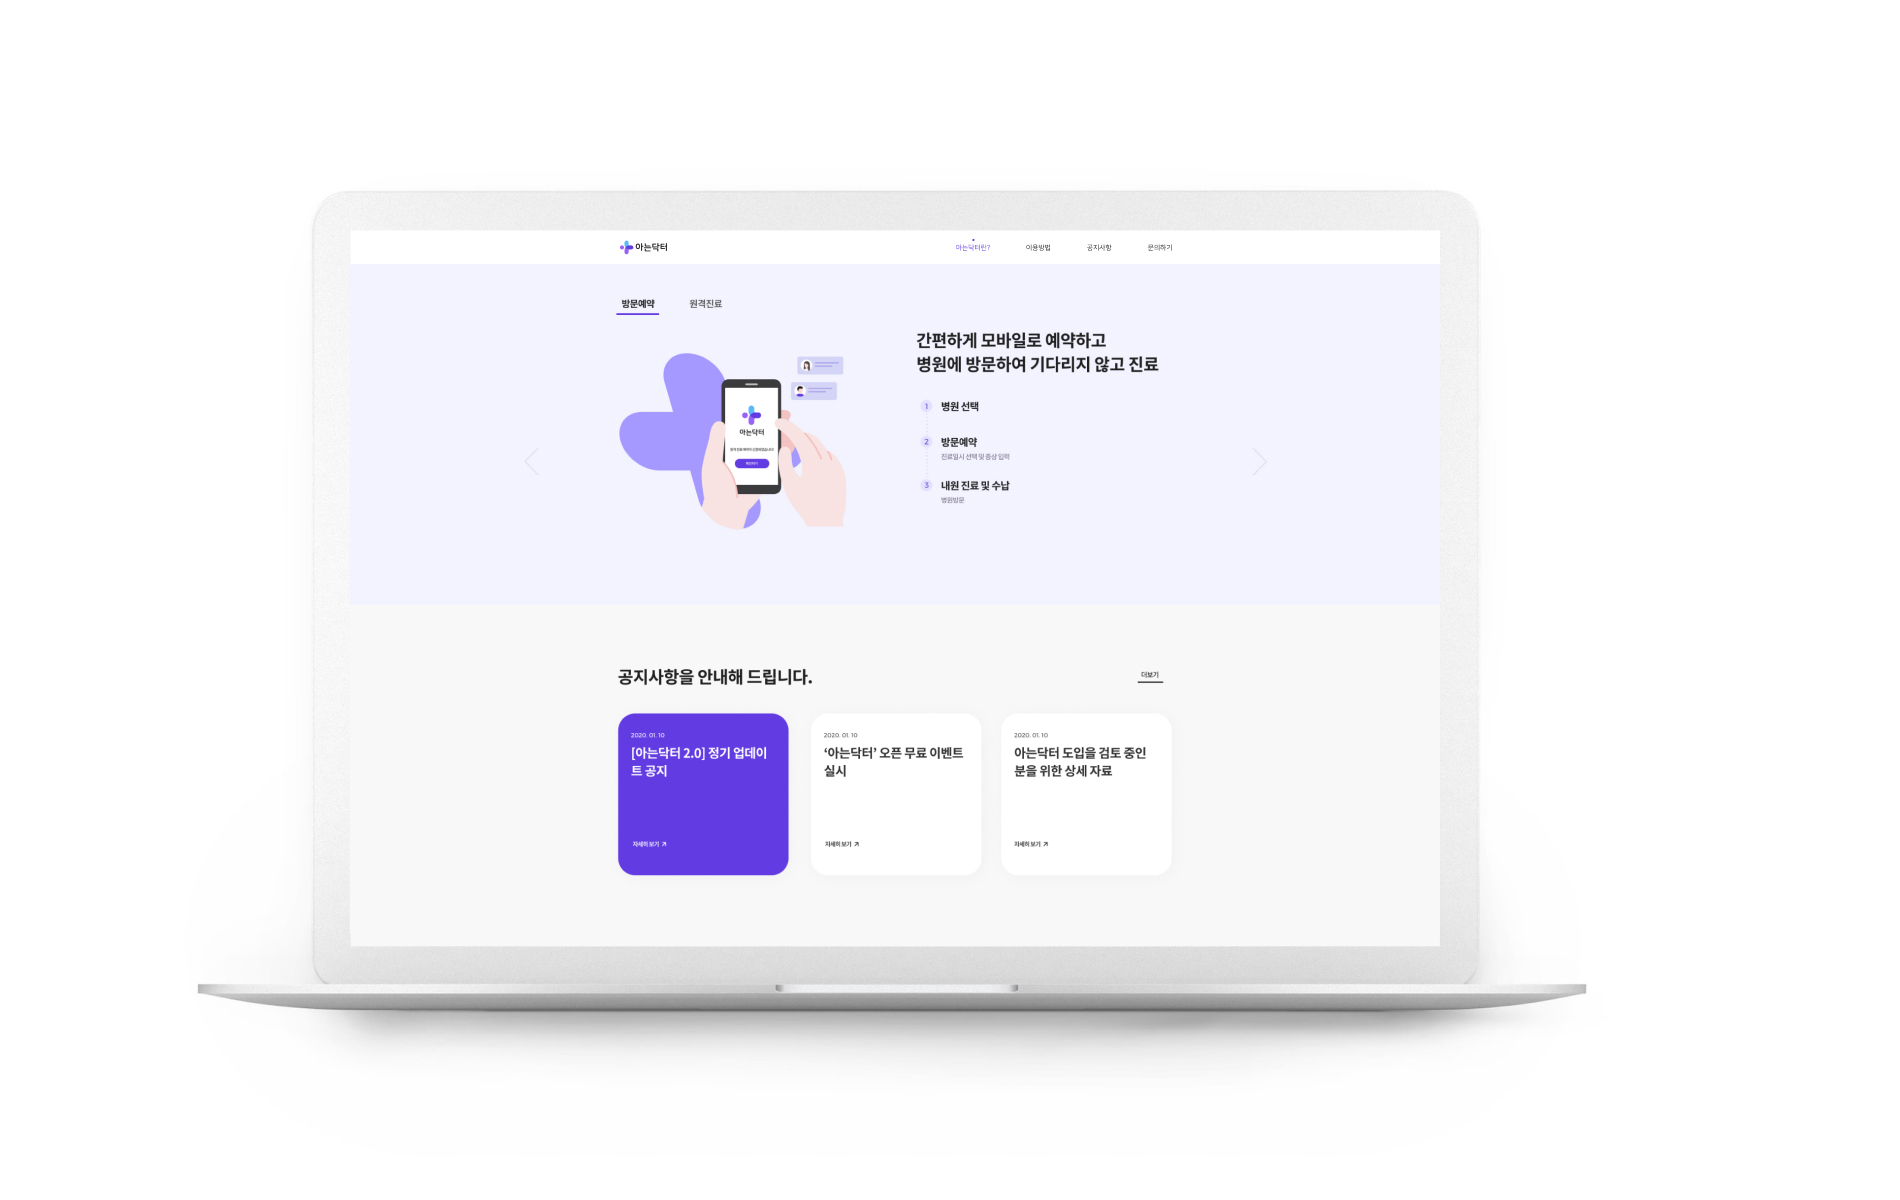 아는닥터
아는닥터란?
이용방법
공지사항
문의하기
방문예약
원격진료
간편하게 모바일로 예약하고
병원에 방문하여 기다리지 않고 진료
아는닥터
1 병원 선택
2 방문예약
진료일시 선택 및 증상 입력
3 내원 진료 및 수납
병원방문
공지사항을 안내해 드립니다.
더보기
2020. 01. 10
[아는닥터 2.0] 정기 업데이
트 공지
자세히 보기
2020. 01. 10
‘아는닥터’ 오픈 무료 이벤트
실시
자세히 보기
2020. 01. 10
아는닥터 도입을 검토 중인
분을 위한 상세 자료
자세히 보기